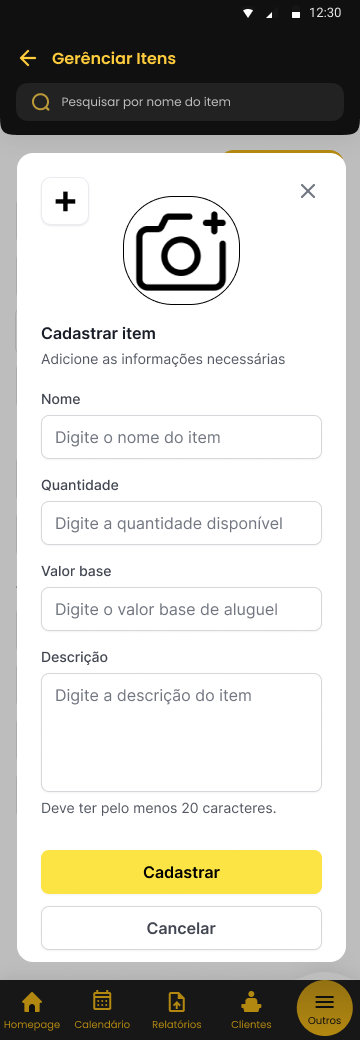 12:30
Gerênciar Itens
Pesquisar por nome do item
Cadastrar item
Adicione as informações necessárias
Nome
Digite o nome do item
Quantidade
Digite a quantidade disponível
Valor base
Digite o valor base de aluguel
Descrição
Digite a descrição do item
Deve ter pelo menos 20 caracteres.
Cadastrar
Cancelar
Homepage Calendário Relatórios Clientes Outros